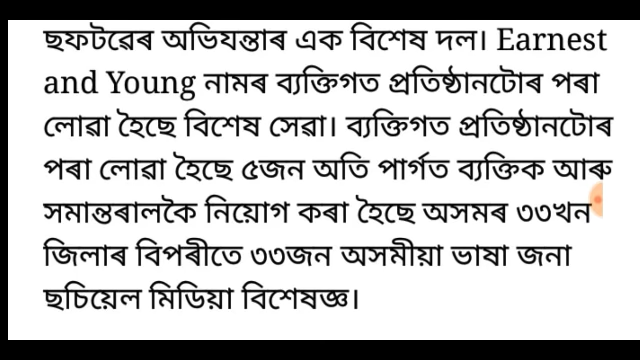 ছফটৱেৰ অভিযন্তাৰ এক বিশেষ দল। Earnest
and Young নামৰ ব্যক্তিগত প্ৰতিষ্ঠানটোৰ পৰা
লোৱা হৈছে বিশেষ সেৱা। ব্যক্তিগত প্ৰতিষ্ঠানটোৰ
পৰা লোৱা হৈছে ৫জন অতি পাৰ্গত ব্যক্তিক আৰু
সমান্তৰালকৈ নিয়োগ কৰা হৈছে অসমৰ ৩৩খন
জিলাৰ বিপৰীতে ৩৩জন অসমীয়া ভাষা জনা
ছচিয়েল মিডিয়া বিশেষজ্ঞ।